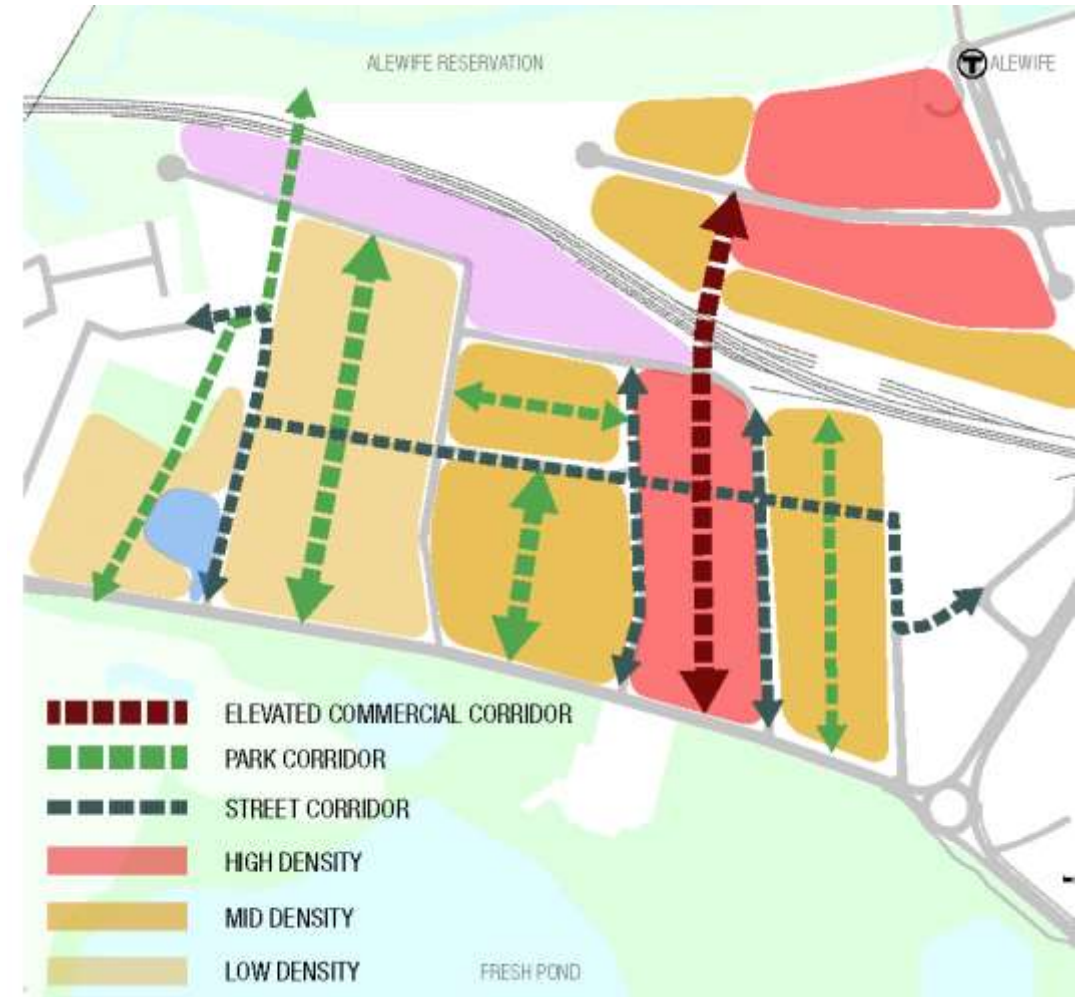 ALEWIFE RESERVATION
T ALEWIFE
ELEVATED COMMERCIAL CORRIDOR
PARK CORRIDOR
STREET CORRIDOR
HIGH DENSITY
MID DENSITY
LOW DENSITY
FRESH POND